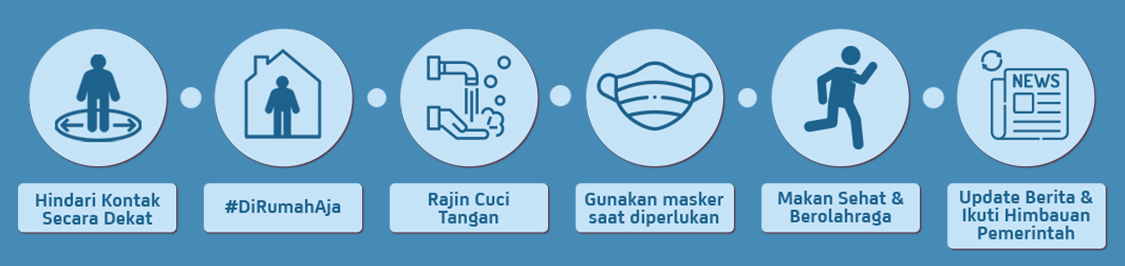 Hindari Kontak
Secara Dekat
#DiRumahAja
Rajin Cuci
Tangan
Gunakan masker
saat diperlukan
Makan Sehat &
Berolahraga
NEWS
Update Berita &
Ikuti Himbauan
Pemerintah